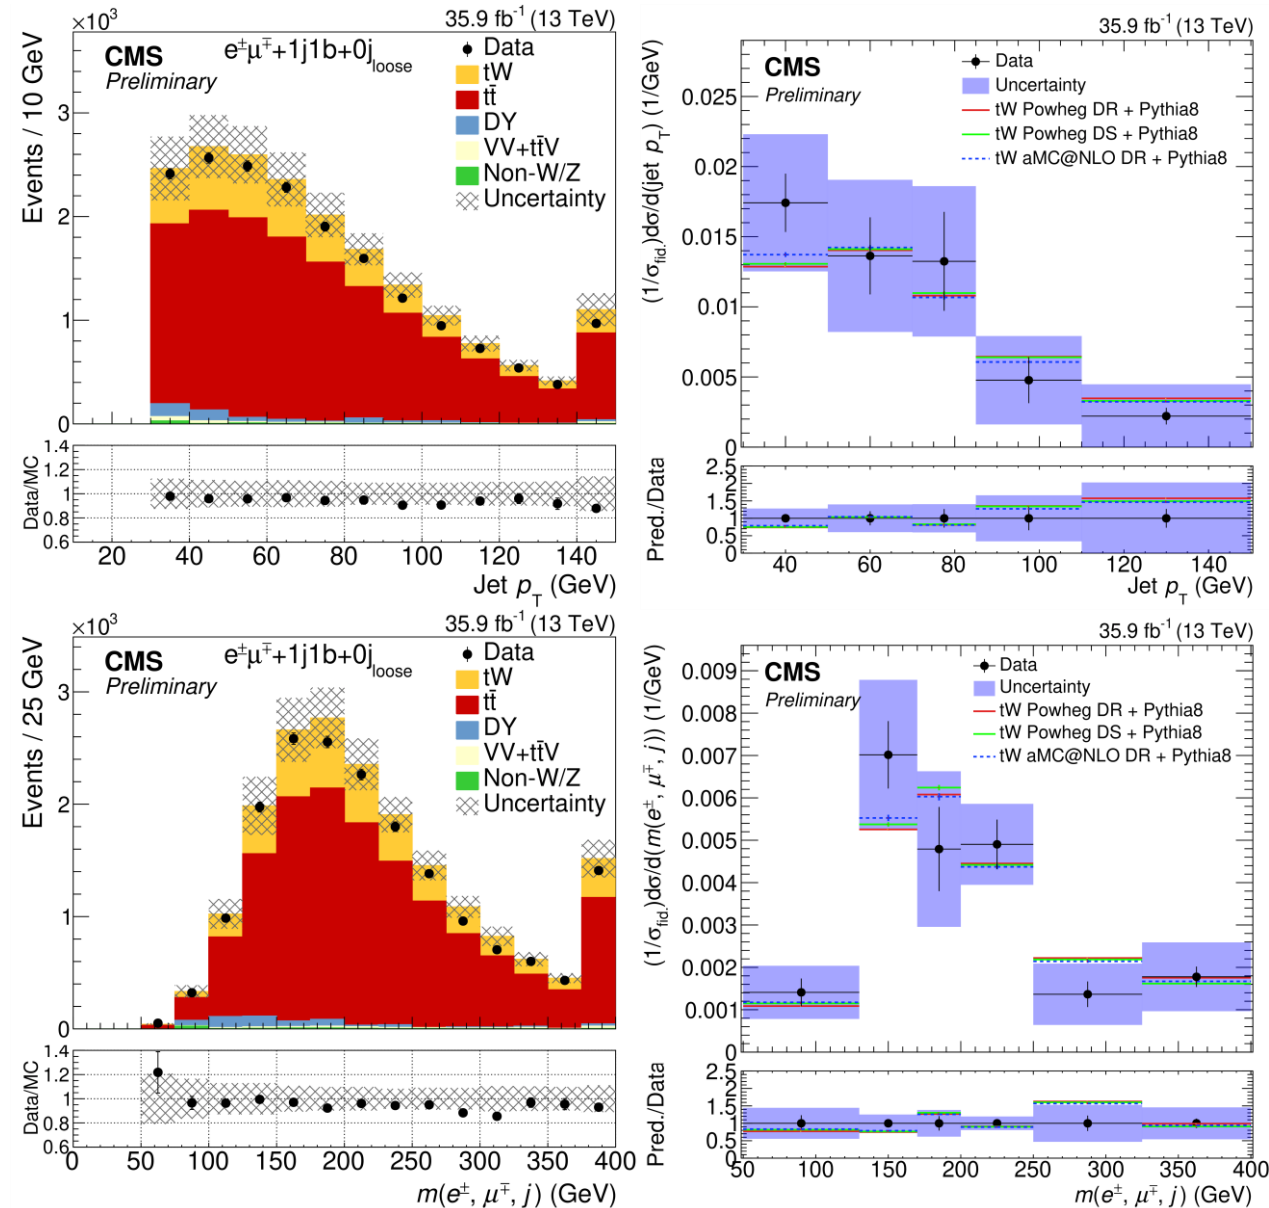 ×10³ 35.9 fb⁻¹ (13 TeV)
CMS
Preliminary
e±μ∓+1j1b+0jloose
Data
tW
tt̄
DY
VV+tt̄V
Non-W/Z
Uncertainty
Events / 10 GeV
3
2
1
0
Data/MC
1.4
1.2
1
0.8
0.6
20 40 60 80 100 120 140
Jet pT (GeV)
35.9 fb⁻¹ (13 TeV)
CMS
Preliminary
Data
Uncertainty
tW Powheg DR + Pythia8
tW Powheg DS + Pythia8
tW aMC@NLO DR + Pythia8
(1/σfid.)dσ/d(jet pT) (1/GeV)
0.025
0.02
0.015
0.01
0.005
0
Pred./Data
2.5
2
1.5
1
0.5
0
40 60 80 100 120 140
Jet pT (GeV)
×10³ 35.9 fb⁻¹ (13 TeV)
CMS
Preliminary
e±μ∓+1j1b+0jloose
Data
tW
tt̄
DY
VV+tt̄V
Non-W/Z
Uncertainty
Events / 25 GeV
3
2
1
0
Data/MC
1.4
1.2
1
0.8
0.6
0 50 100 150 200 250 300 350 400
m(e±, μ∓, j) (GeV)
35.9 fb⁻¹ (13 TeV)
CMS
Preliminary
Data
Uncertainty
tW Powheg DR + Pythia8
tW Powheg DS + Pythia8
tW aMC@NLO DR + Pythia8
(1/σfid.)dσ/d(m(e±, μ∓, j)) (1/GeV)
0.009
0.008
0.007
0.006
0.005
0.004
0.003
0.002
0.001
0
Pred./Data
2.5
2
1.5
1
0.5
0
50 100 150 200 250 300 350 400
m(e±, μ∓, j) (GeV)